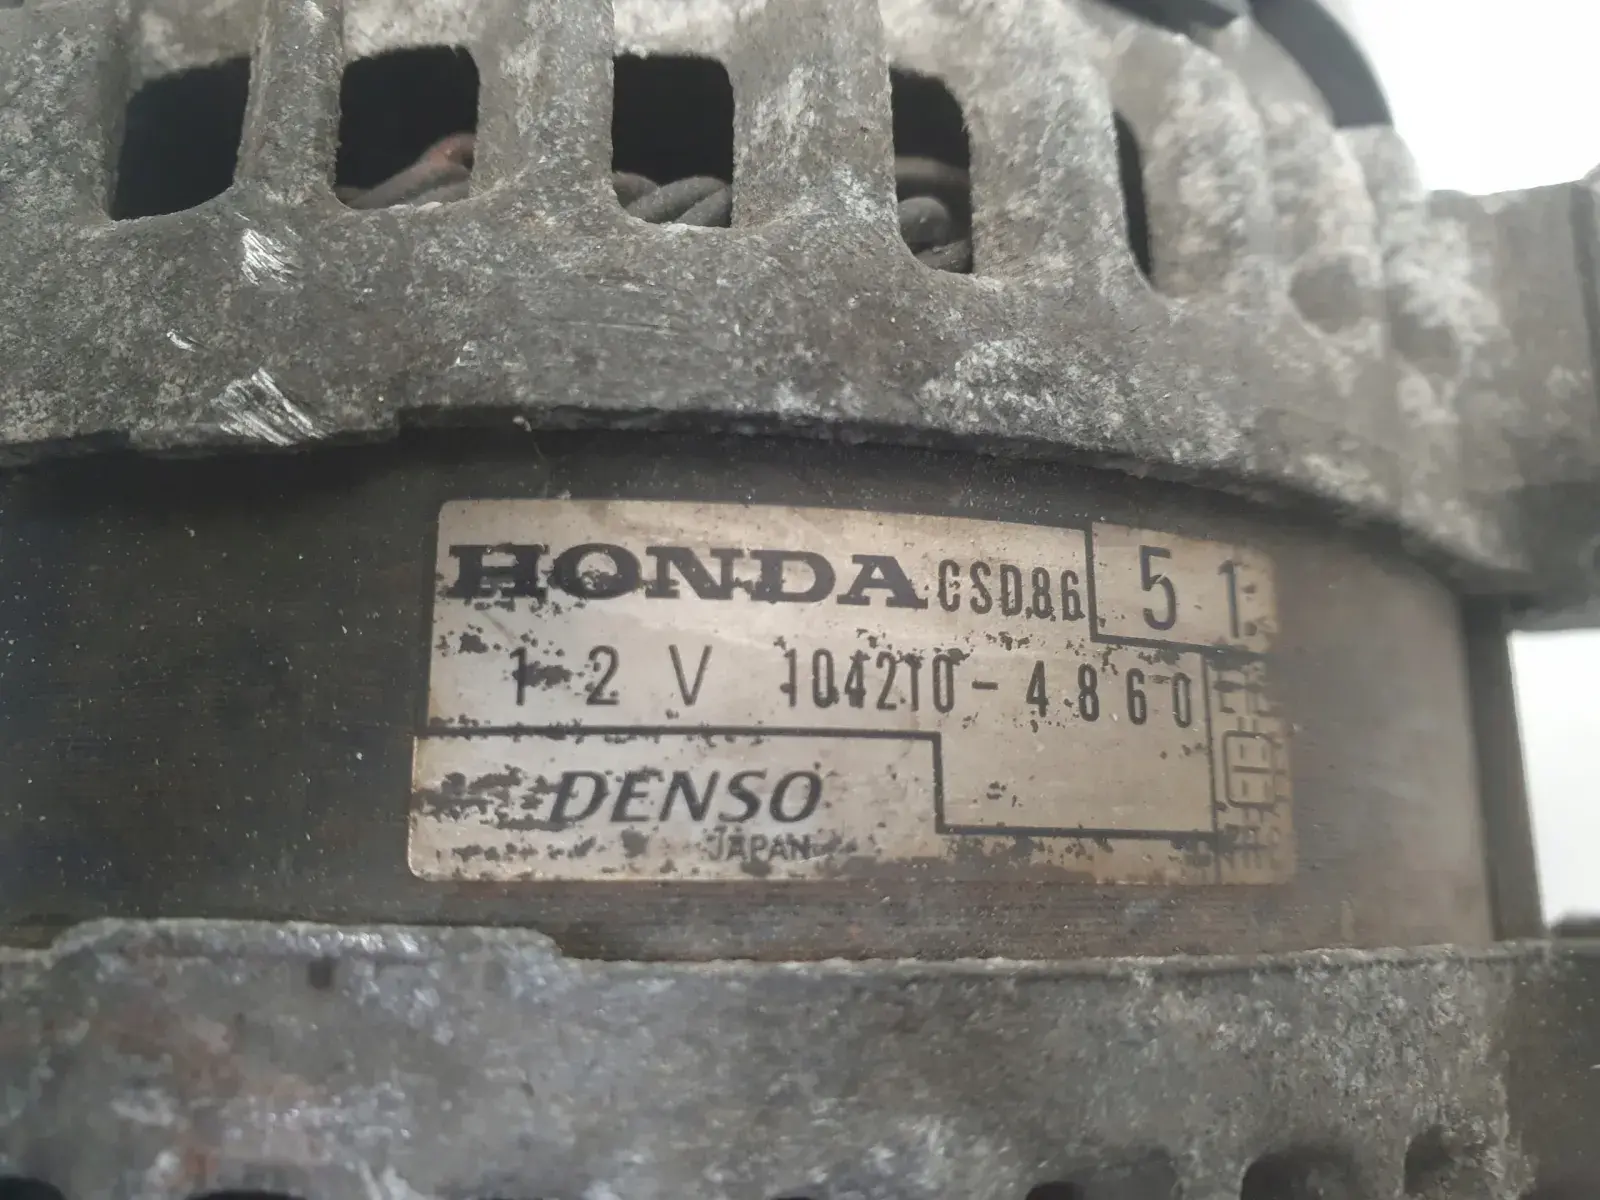 HONDA CSD86 51
12V 104210-4860
DENSO
JAPAN